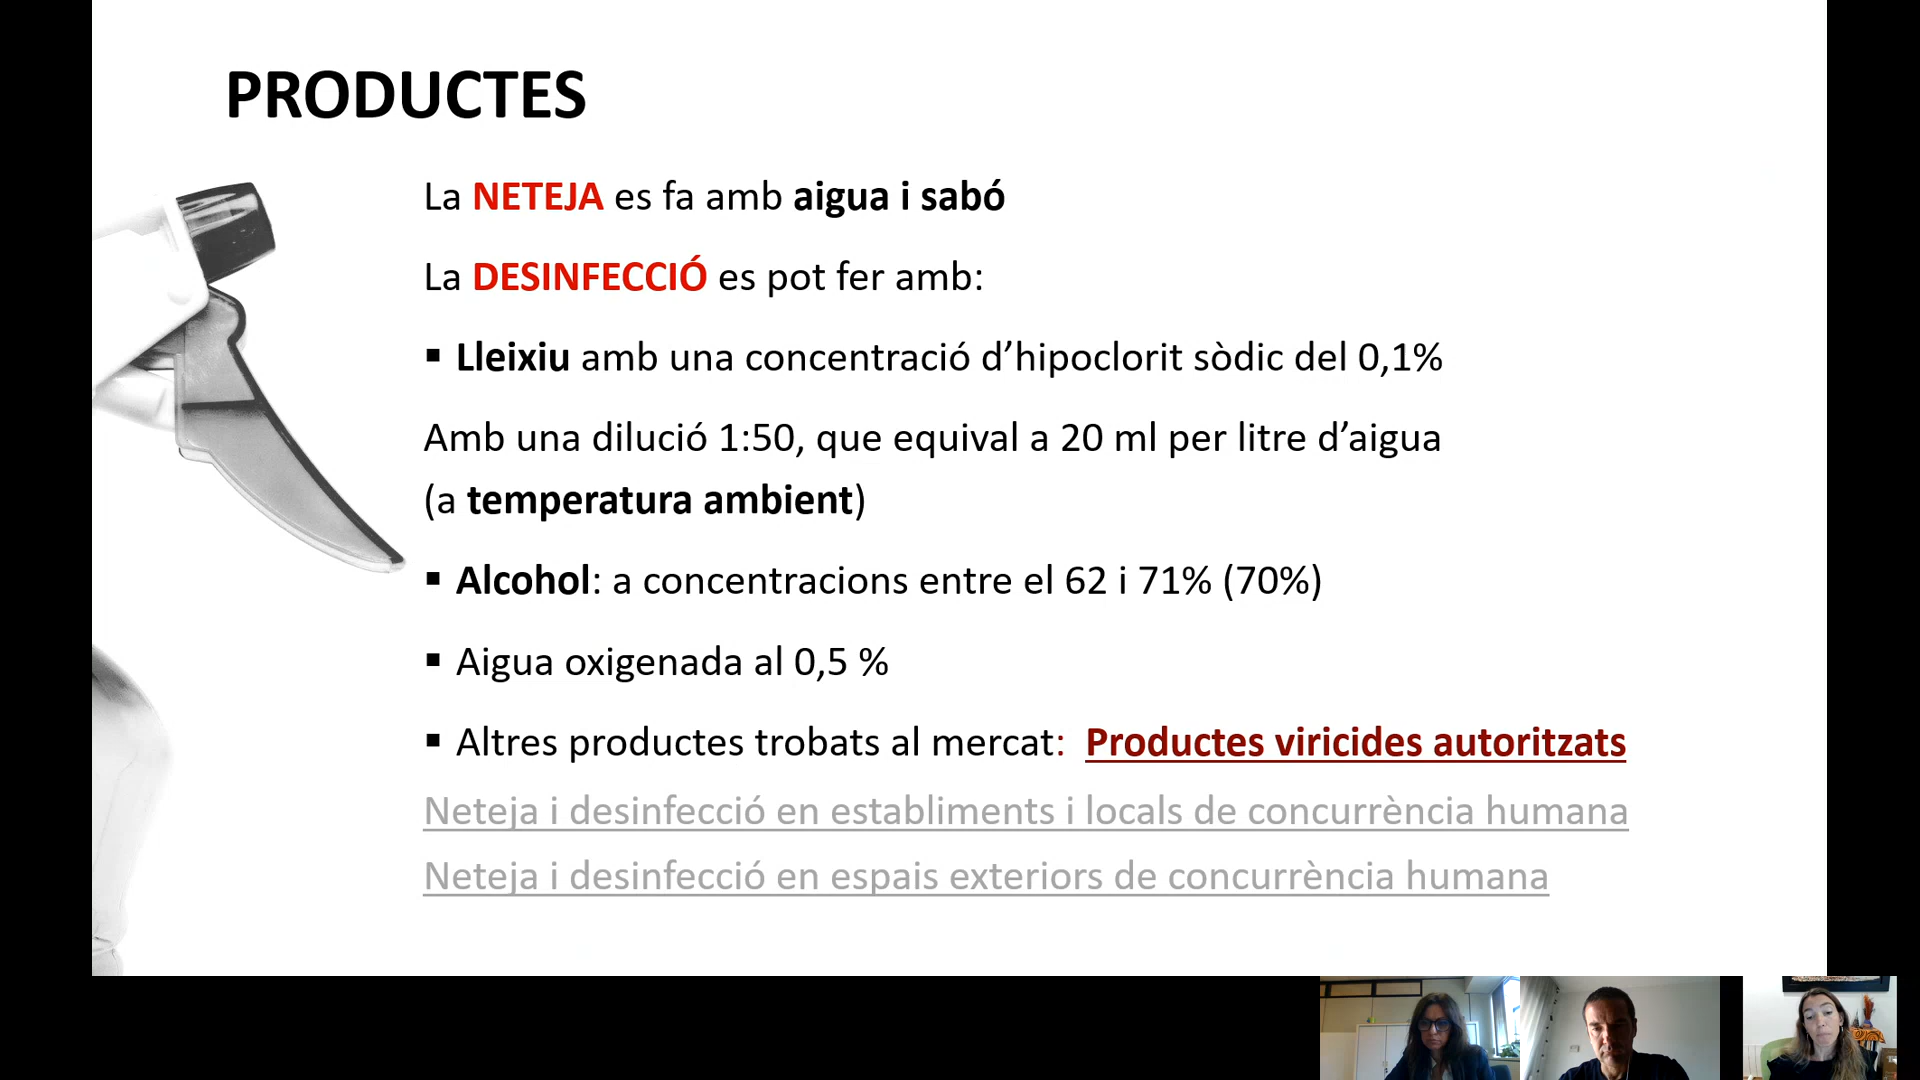 PRODUCTES
La NETEJA es fa amb aigua i sabó
La DESINFECCIÓ es pot fer amb:
▪ Lleixiu amb una concentració d’hipoclorit sòdic del 0,1%
Amb una dilució 1:50, que equival a 20 ml per litre d’aigua
(a temperatura ambient)
▪ Alcohol: a concentracions entre el 62 i 71% (70%)
▪ Aigua oxigenada al 0,5 %
▪ Altres productes trobats al mercat: Productes viricides autoritzats
Neteja i desinfecció en establiments i locals de concurrència humana
Neteja i desinfecció en espais exteriors de concurrència humana